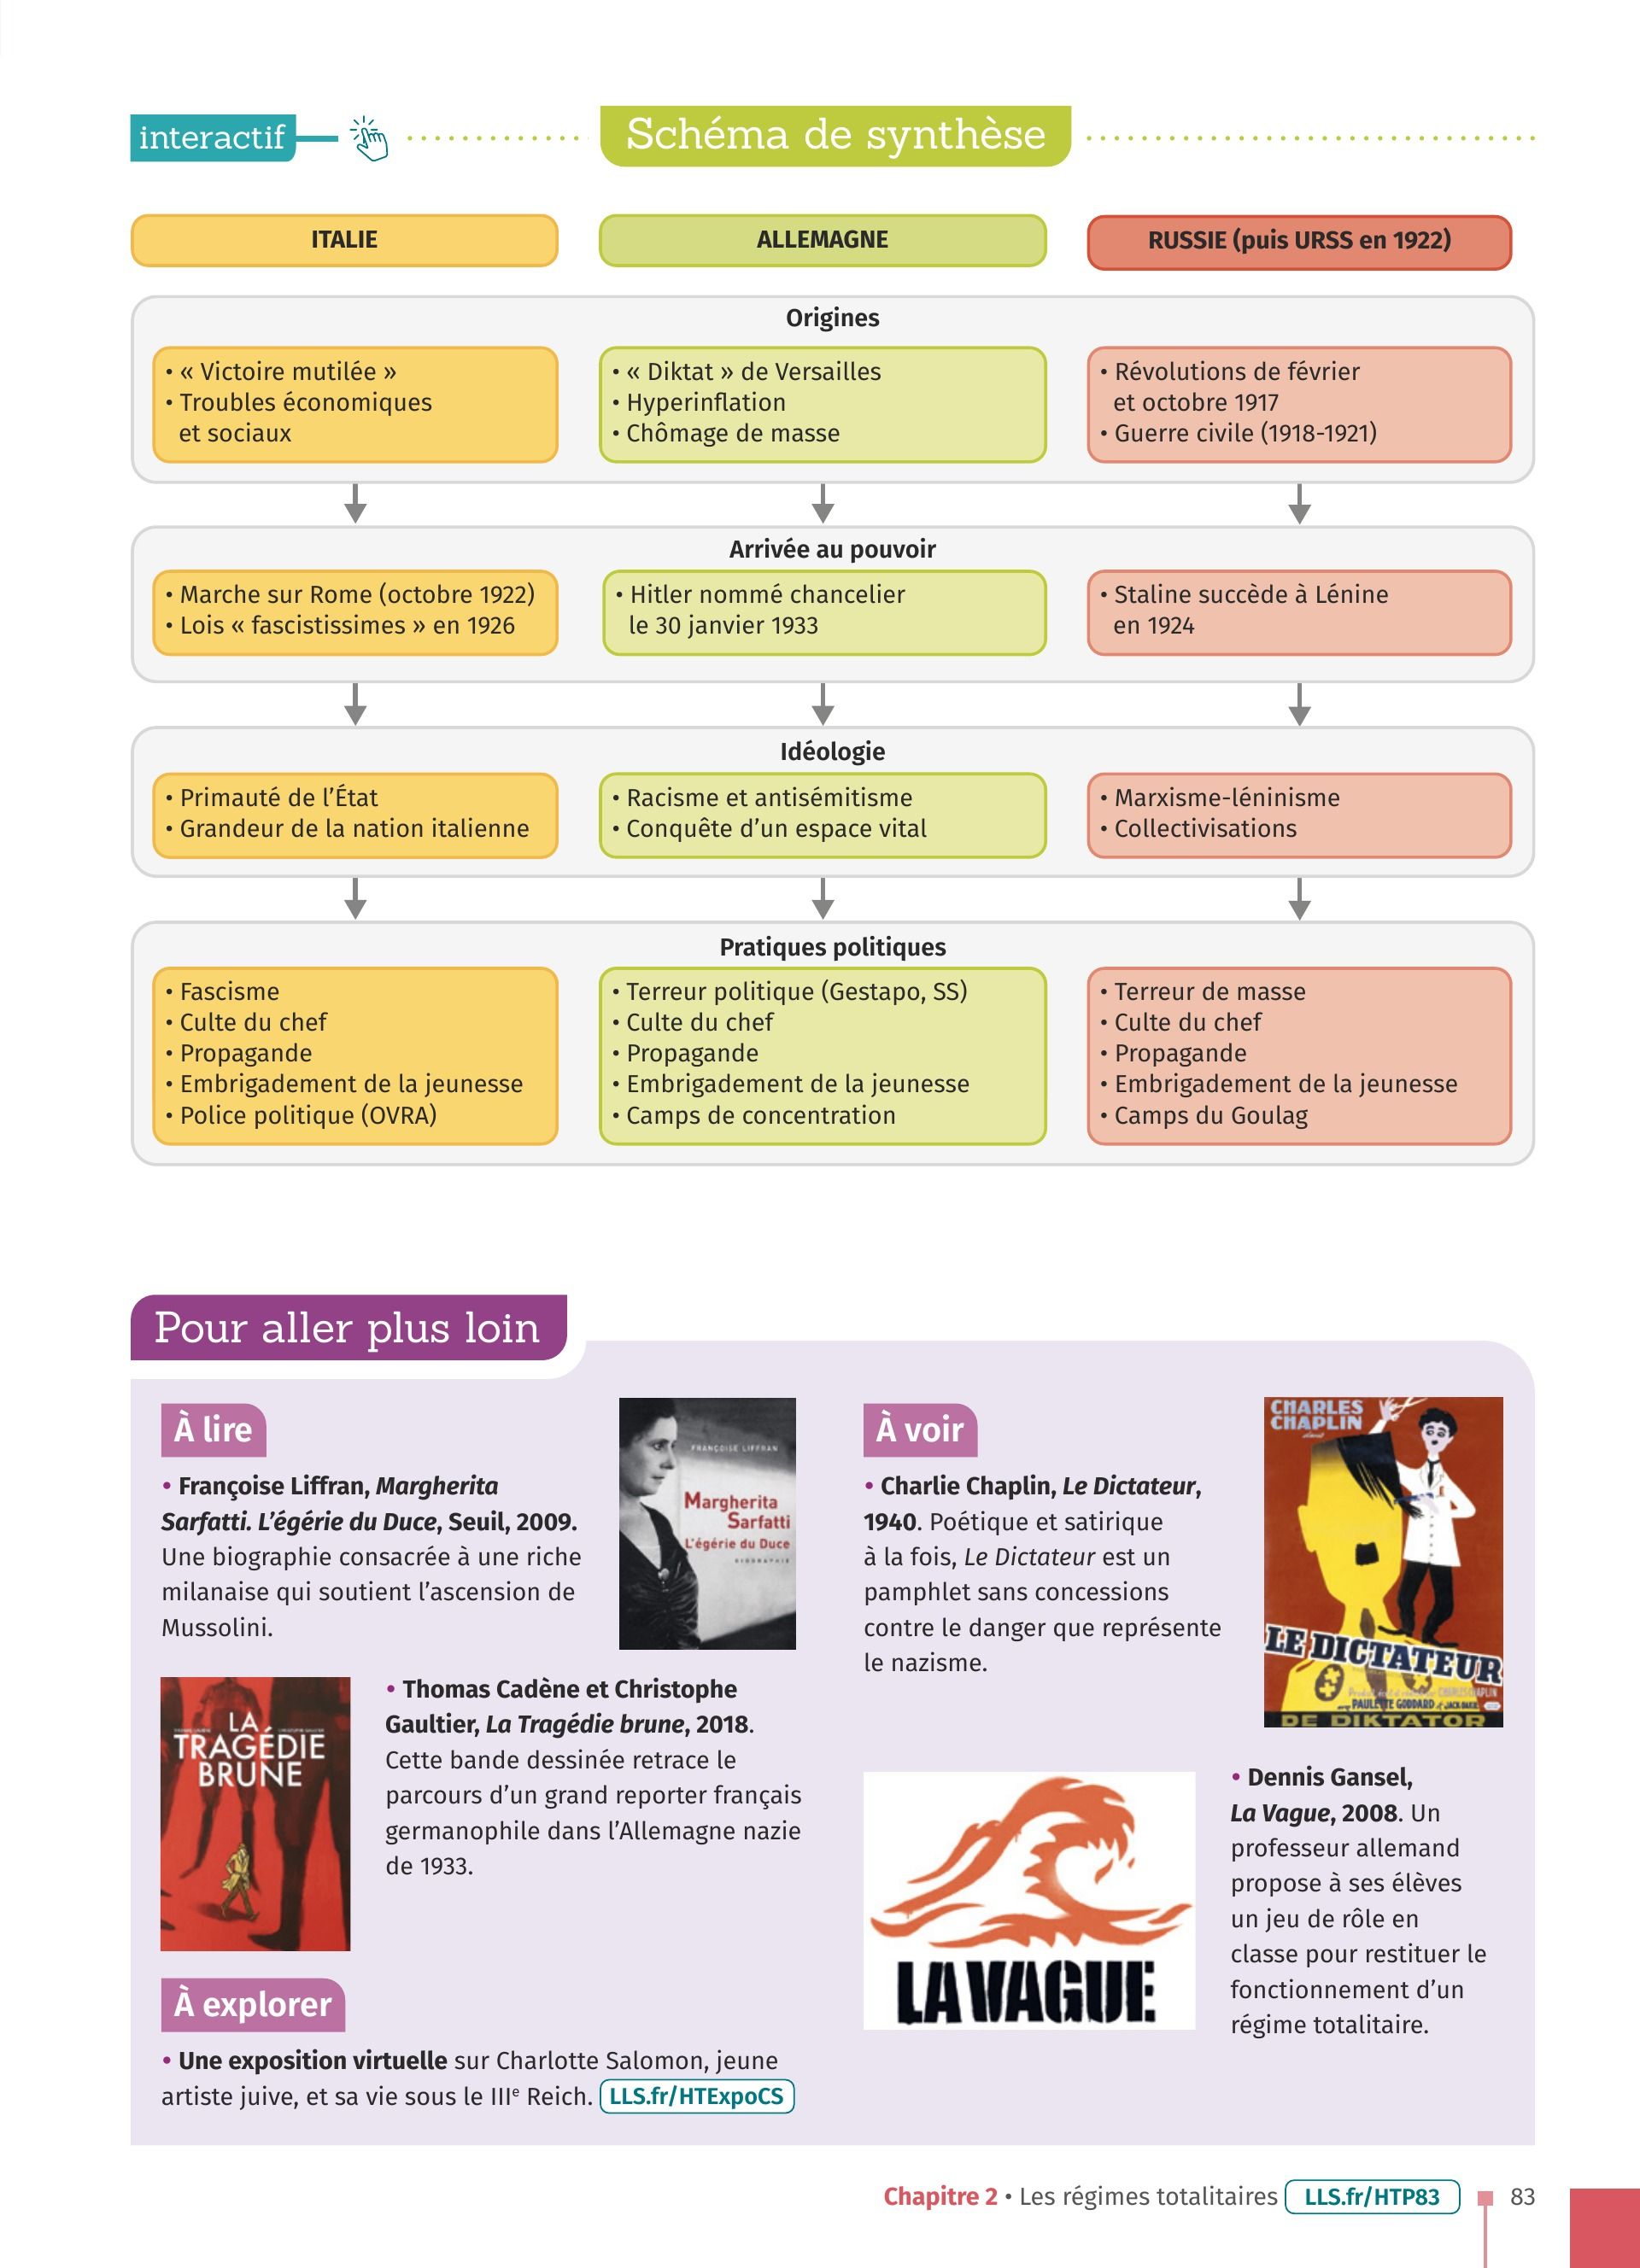 interactif
Schéma de synthèse
ITALIE
ALLEMAGNE
RUSSIE (puis URSS en 1922)
Origines
• « Victoire mutilée »
• Troubles économiques
et sociaux
• « Diktat » de Versailles
• Hyperinflation
• Chômage de masse
• Révolutions de février
et octobre 1917
• Guerre civile (1918-1921)
Arrivée au pouvoir
• Marche sur Rome (octobre 1922)
• Lois « fascistissimes » en 1926
• Hitler nommé chancelier
le 30 janvier 1933
• Staline succède à Lénine
en 1924
Idéologie
• Primauté de l’État
• Grandeur de la nation italienne
• Racisme et antisémitisme
• Conquête d’un espace vital
• Marxisme-léninisme
• Collectivisations
Pratiques politiques
• Fascisme
• Culte du chef
• Propagande
• Embrigadement de la jeunesse
• Police politique (OVRA)
• Terreur politique (Gestapo, SS)
• Culte du chef
• Propagande
• Embrigadement de la jeunesse
• Camps de concentration
• Terreur de masse
• Culte du chef
• Propagande
• Embrigadement de la jeunesse
• Camps du Goulag
Pour aller plus loin
À lire
• Françoise Liffran, Margherita
Sarfatti. L’égérie du Duce, Seuil, 2009.
Une biographie consacrée à une riche
milanaise qui soutient l’ascension de
Mussolini.
FRANÇOISE LIFFRAN
Margherita
Sarfatti
L’égérie du Duce
BIOGRAPHIE
LA
TRAGÉDIE
BRUNE
• Thomas Cadène et Christophe
Gaultier, La Tragédie brune, 2018.
Cette bande dessinée retrace le
parcours d’un grand reporter français
germanophile dans l’Allemagne nazie
de 1933.
À explorer
• Une exposition virtuelle sur Charlotte Salomon, jeune
artiste juive, et sa vie sous le IIIe Reich. LLS.fr/HTExpoCS
À voir
• Charlie Chaplin, Le Dictateur,
1940. Poétique et satirique
à la fois, Le Dictateur est un
pamphlet sans concessions
contre le danger que représente
le nazisme.
CHARLES
CHAPLIN
dans
LE DICTATEUR
CHARLES CHAPLIN
PAULETTE GODDARD
DE DIKTATOR
LA VAGUE
• Dennis Gansel,
La Vague, 2008. Un
professeur allemand
propose à ses élèves
un jeu de rôle en
classe pour restituer le
fonctionnement d’un
régime totalitaire.
Chapitre 2 • Les régimes totalitaires LLS.fr/HTP83 83